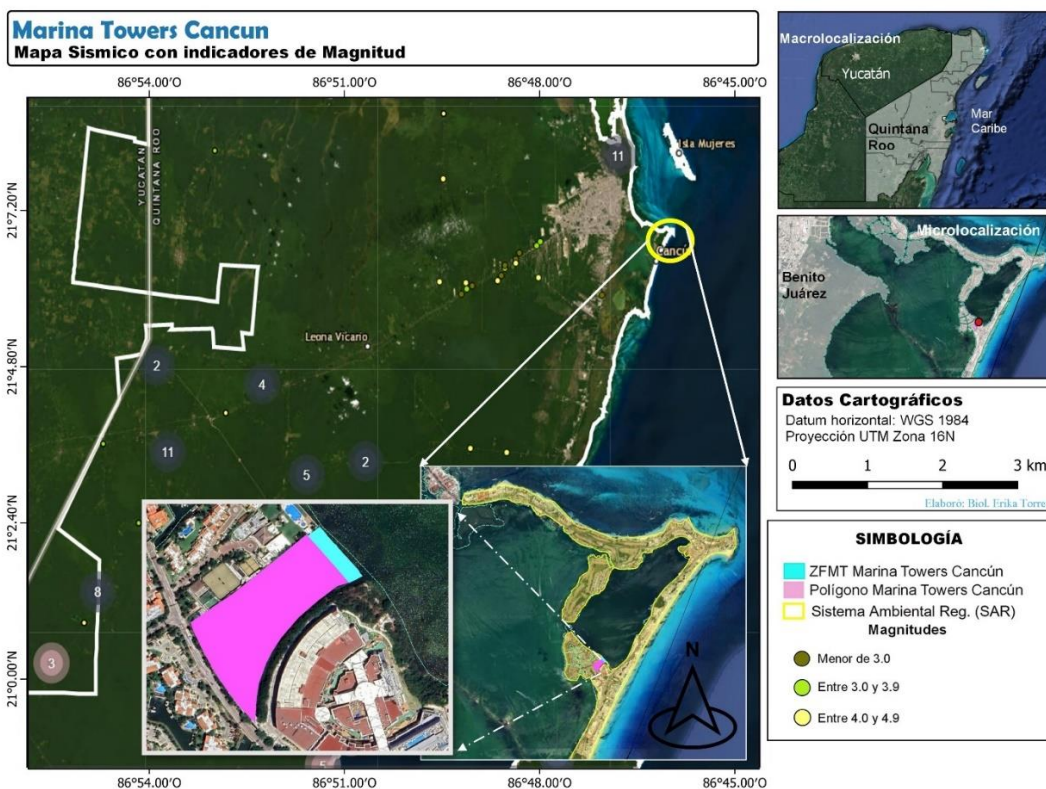 Marina Towers Cancun
Mapa Sismico con indicadores de Magnitud
86°54.00'O
86°51.00'O
86°48.00'O
86°45.00'O
21°7.20'N
21°4.80'N
21°2.40'N
21°0.00'N
YUCATÁN
QUINTANA ROO
11
Isla Mujeres
Cancún
Leona Vicario
2
4
11
5
2
8
3
5
N
86°54.00'O
86°51.00'O
86°48.00'O
86°45.00'O
Macrolocalización
Yucatán
Quintana
Roo
Mar
Caribe
Microlocalización
Benito
Juárez
Datos Cartográficos
Datum horizontal: WGS 1984
Proyección UTM Zona 16N
0 1 2 3 km
Elaboró: Biol. Erika Torre
SIMBOLOGÍA
ZFMT Marina Towers Cancún
Polígono Marina Towers Cancún
Sistema Ambiental Reg. (SAR)
Magnitudes
Menor de 3.0
Entre 3.0 y 3.9
Entre 4.0 y 4.9